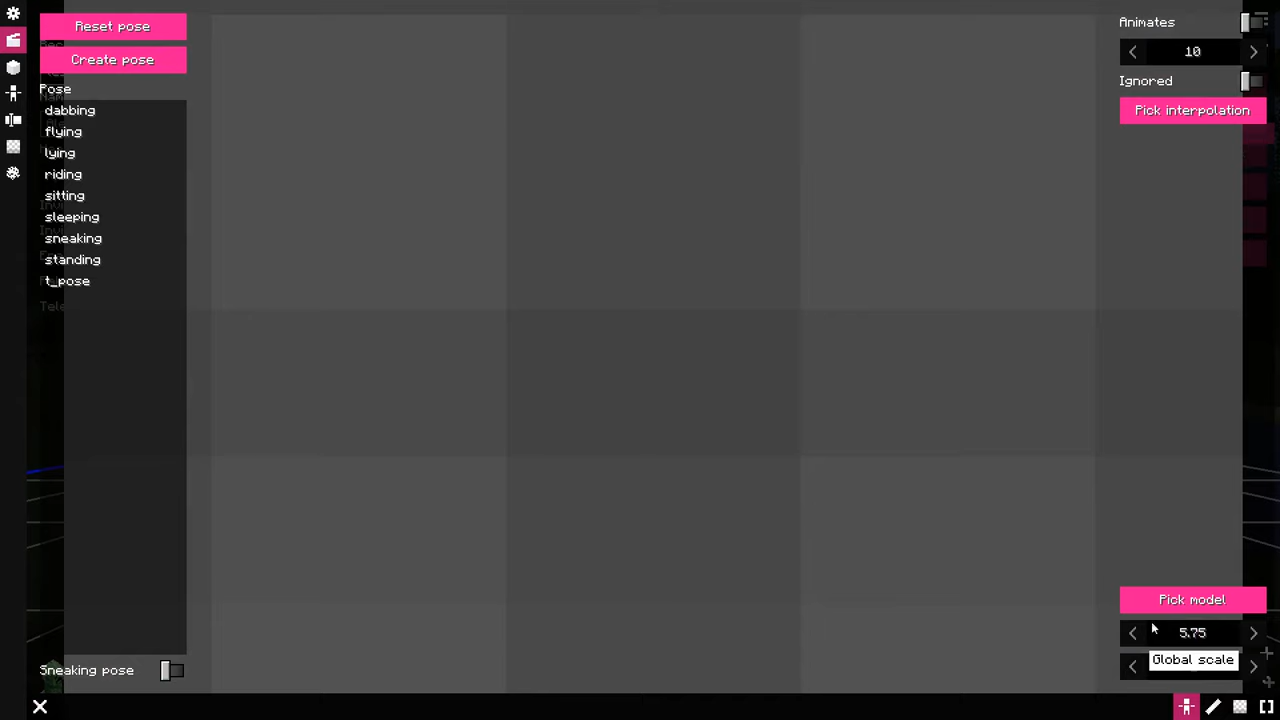 Reset pose
Create pose
Pose
dabbing
flying
lying
riding
sitting
sleeping
sneaking
standing
t_pose
Tele
Sneaking pose
Animates
10
Ignored
Pick interpolation
Pick model
5.75
Global scale